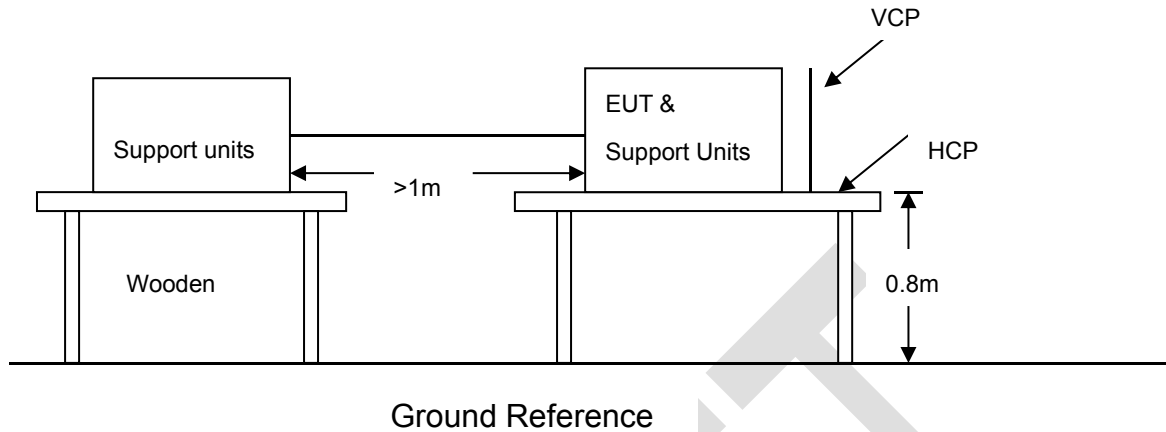 VCP
EUT &
Support Units
Support units
HCP
>1m
Wooden
0.8m
Ground Reference